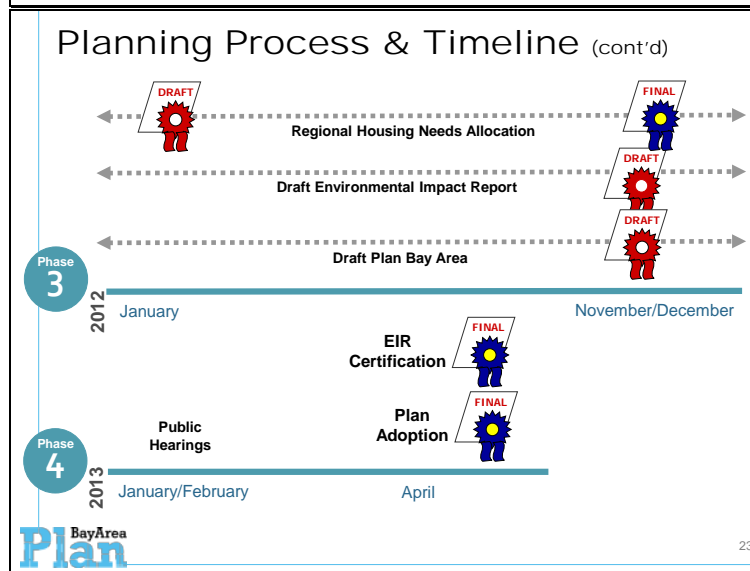 Planning Process & Timeline (cont'd)
DRAFT
FINAL
Regional Housing Needs Allocation
DRAFT
Draft Environmental Impact Report
DRAFT
Draft Plan Bay Area
Phase
3
2012
January
November/December
FINAL
EIR
Certification
FINAL
Plan
Adoption
Public
Hearings
Phase
4
2013
January/February
April
BayArea
Plan
23